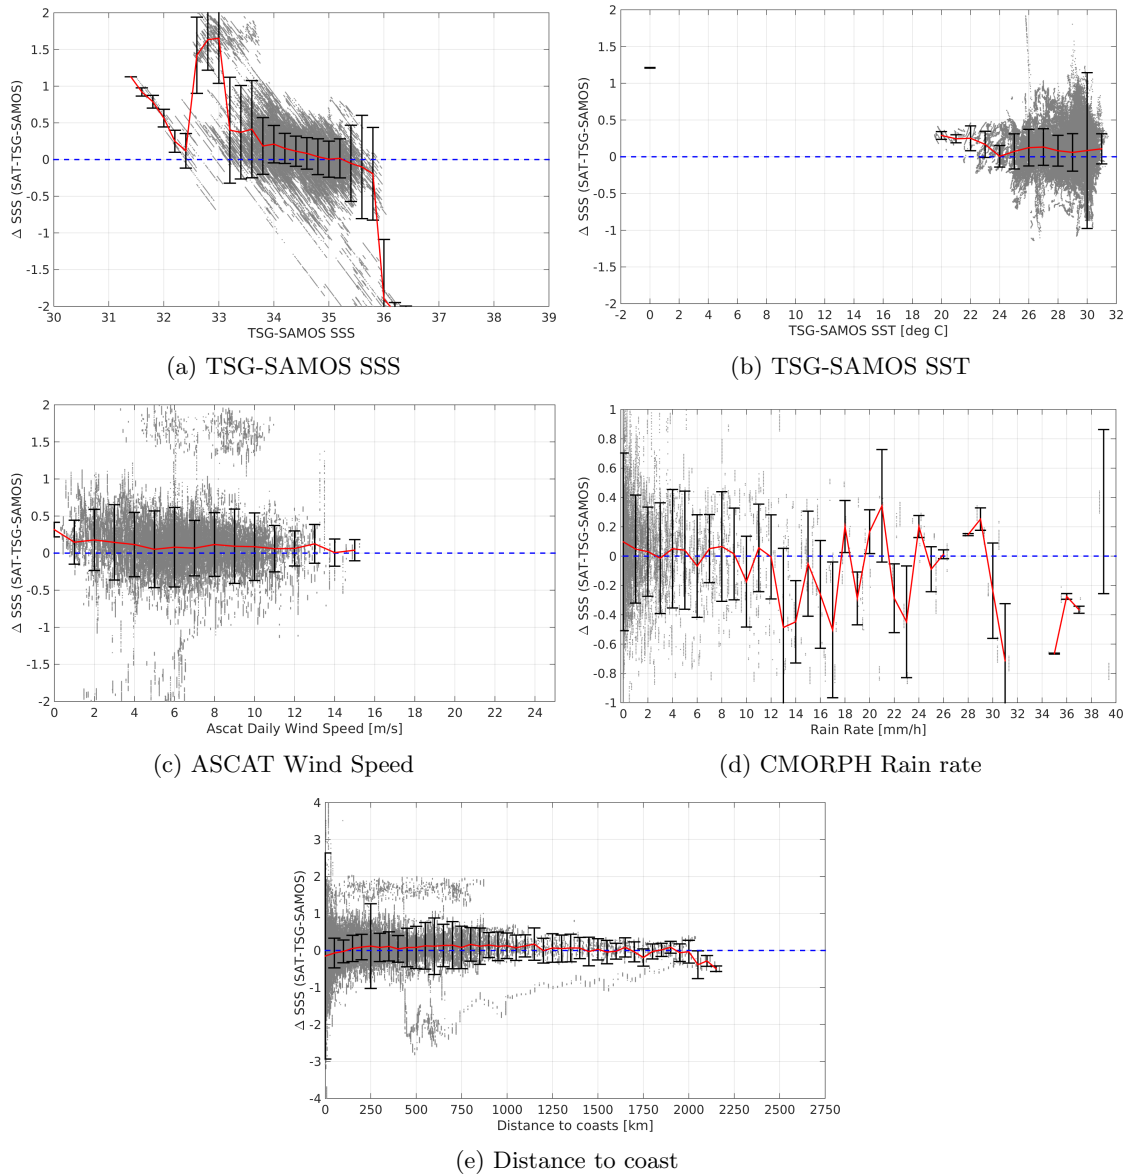 2
1.5
1
0.5
0
-0.5
-1
-1.5
-2
Δ SSS (SAT-TSG-SAMOS)
30 31 32 33 34 35 36 37 38 39
TSG-SAMOS SSS
(a) TSG-SAMOS SSS
2
1.5
1
0.5
0
-0.5
-1
-1.5
-2
Δ SSS (SAT-TSG-SAMOS)
-2 0 2 4 6 8 10 12 14 16 18 20 22 24 26 28 30 32
TSG-SAMOS SST [deg C]
(b) TSG-SAMOS SST
2
1.5
1
0.5
0
-0.5
-1
-1.5
-2
Δ SSS (SAT-TSG-SAMOS)
0 2 4 6 8 10 12 14 16 18 20 22 24
Ascat Daily Wind Speed [m/s]
(c) ASCAT Wind Speed
1
0.8
0.6
0.4
0.2
0
-0.2
-0.4
-0.6
-0.8
-1
Δ SSS (SAT-TSG-SAMOS)
0 2 4 6 8 10 12 14 16 18 20 22 24 26 28 30 32 34 36 38 40
Rain Rate [mm/h]
(d) CMORPH Rain rate
4
3
2
1
0
-1
-2
-3
-4
Δ SSS (SAT-TSG-SAMOS)
0 250 500 750 1000 1250 1500 1750 2000 2250 2500 2750
Distance to coasts [km]
(e) Distance to coast